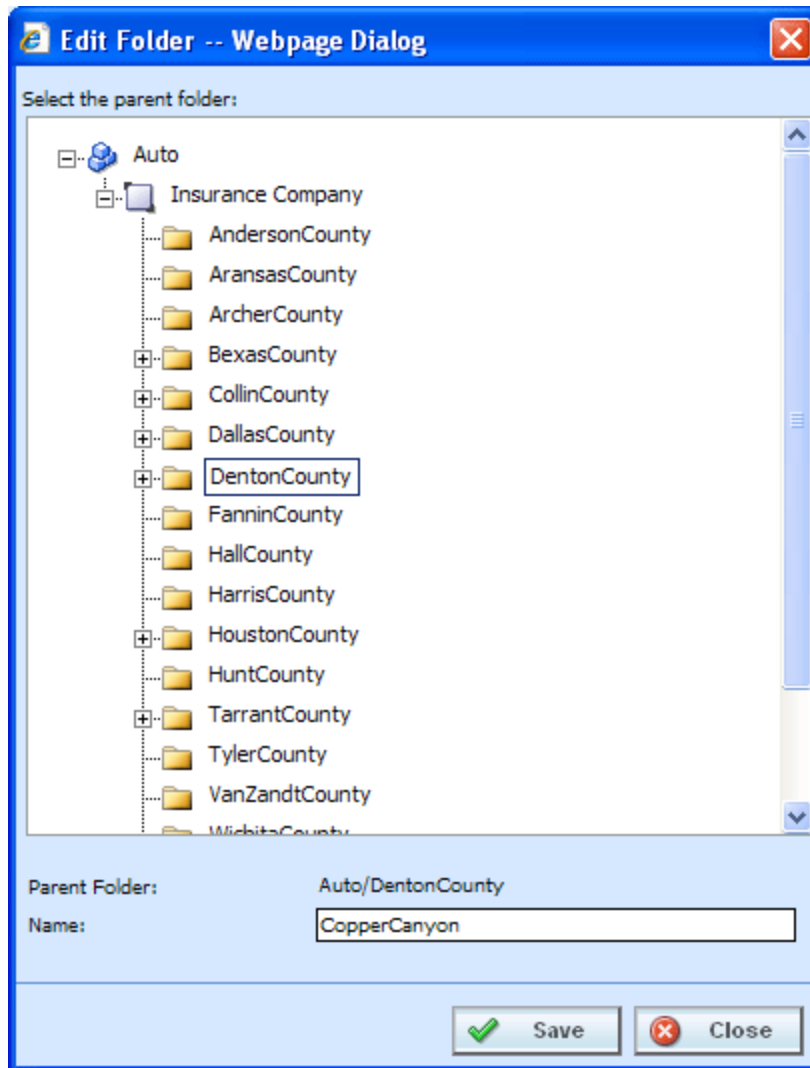 Edit Folder -- Webpage Dialog
Select the parent folder:
Auto
Insurance Company
AndersonCounty
AransasCounty
ArcherCounty
BexasCounty
CollinCounty
DallasCounty
DentonCounty
FanninCounty
HallCounty
HarrisCounty
HoustonCounty
HuntCounty
TarrantCounty
TylerCounty
VanZandtCounty
WichitaCounty
Parent Folder: Auto/DentonCounty
Name: CopperCanyon
Save Close